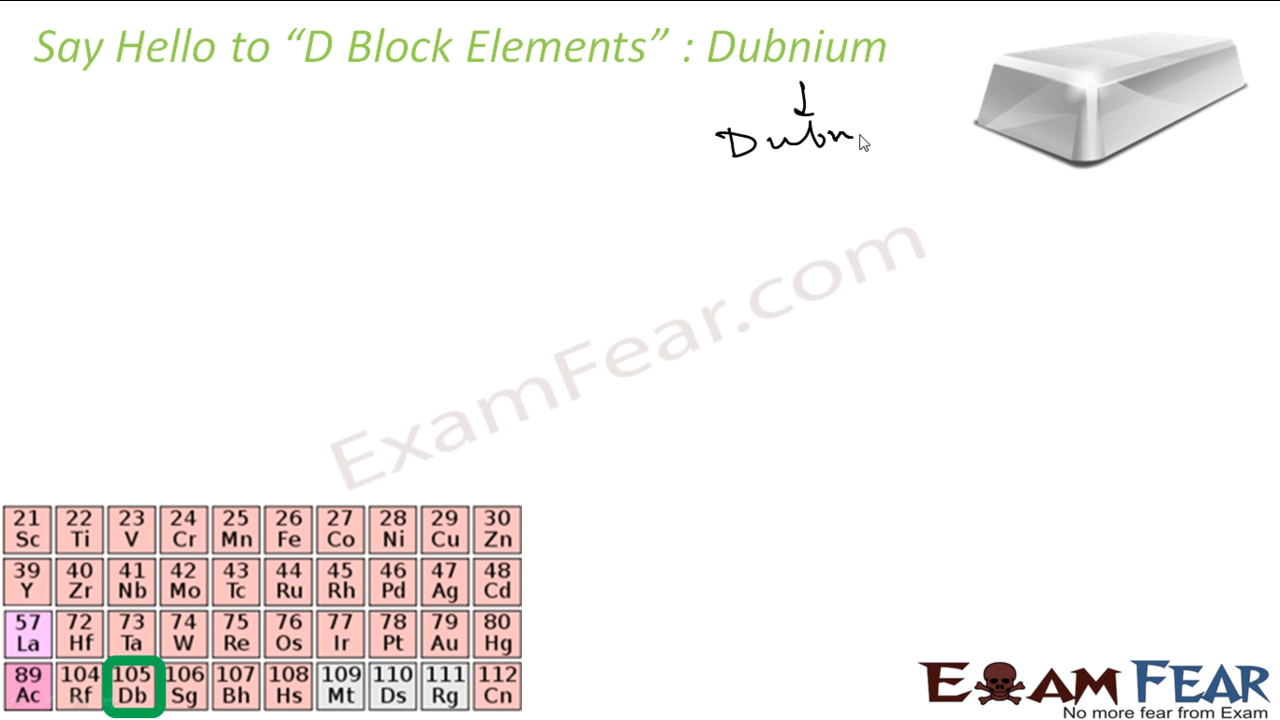 Say Hello to “D Block Elements” : Dubnium
Dubn
ExamFear.com
21 22 23 24 25 26 27 28 29 30
Sc Ti V Cr Mn Fe Co Ni Cu Zn
39 40 41 42 43 44 45 46 47 48
Y Zr Nb Mo Tc Ru Rh Pd Ag Cd
57 72 73 74 75 76 77 78 79 80
La Hf Ta W Re Os Ir Pt Au Hg
89 104 105 106 107 108 109 110 111 112
Ac Rf Db Sg Bh Hs Mt Ds Rg Cn
EXAM FEAR
No more fear from Exam